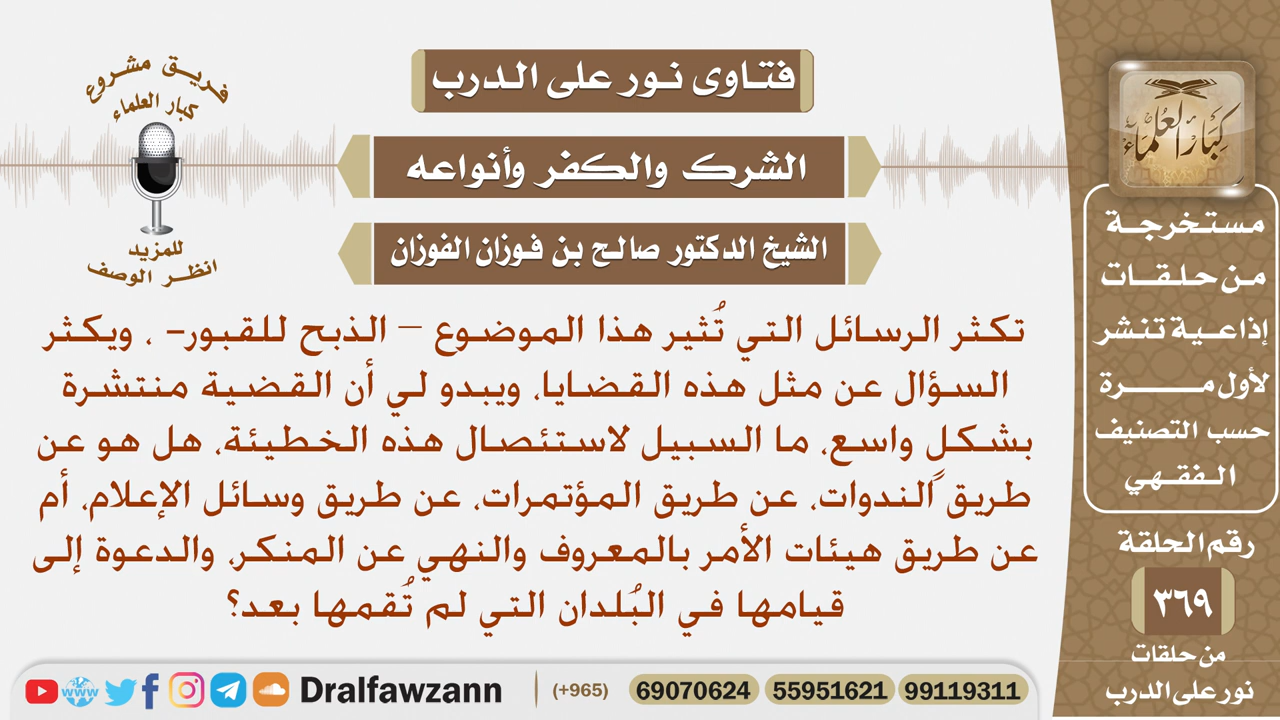 فريق مشروع
كبار العلماء
للمزيد
انظر الوصف
فتاوى نور على الدرب
الشرك والكفر وأنواعه
الشيخ الدكتور صالح بن فوزان الفوزان
تكثر الرسائل التي تُثير هذا الموضوع – الذبح للقبور- ، ويكثر
السؤال عن مثل هذه القضايا، ويبدو لي أن القضية منتشرة
بشكلٍ واسع، ما السبيل لاستئصال هذه الخطيئة، هل هو عن
طريق الندوات، عن طريق المؤتمرات، عن طريق وسائل الإعلام، أم
عن طريق هيئات الأمر بالمعروف والنهي عن المنكر، والدعوة إلى
قيامها في البُلدان التي لم تُقمها بعد؟
كبار العلماء
مستخرجة
من حلقات
إذاعية تنشر
لأول مرة
حسب التصنيف
الفقهي
رقم الحلقة
٣٦٩
من حلقات
نور على الدرب
www
Dralfawzann
(+965)
69070624
55951621
99119311